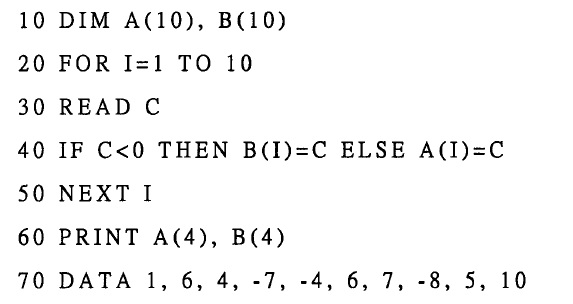 10 DIM A(10), B(10)
20 FOR I=1 TO 10
30 READ C
40 IF C<0 THEN B(I)=C ELSE A(I)=C
50 NEXT I
60 PRINT A(4), B(4)
70 DATA 1, 6, 4, -7, -4, 6, 7, -8, 5, 10